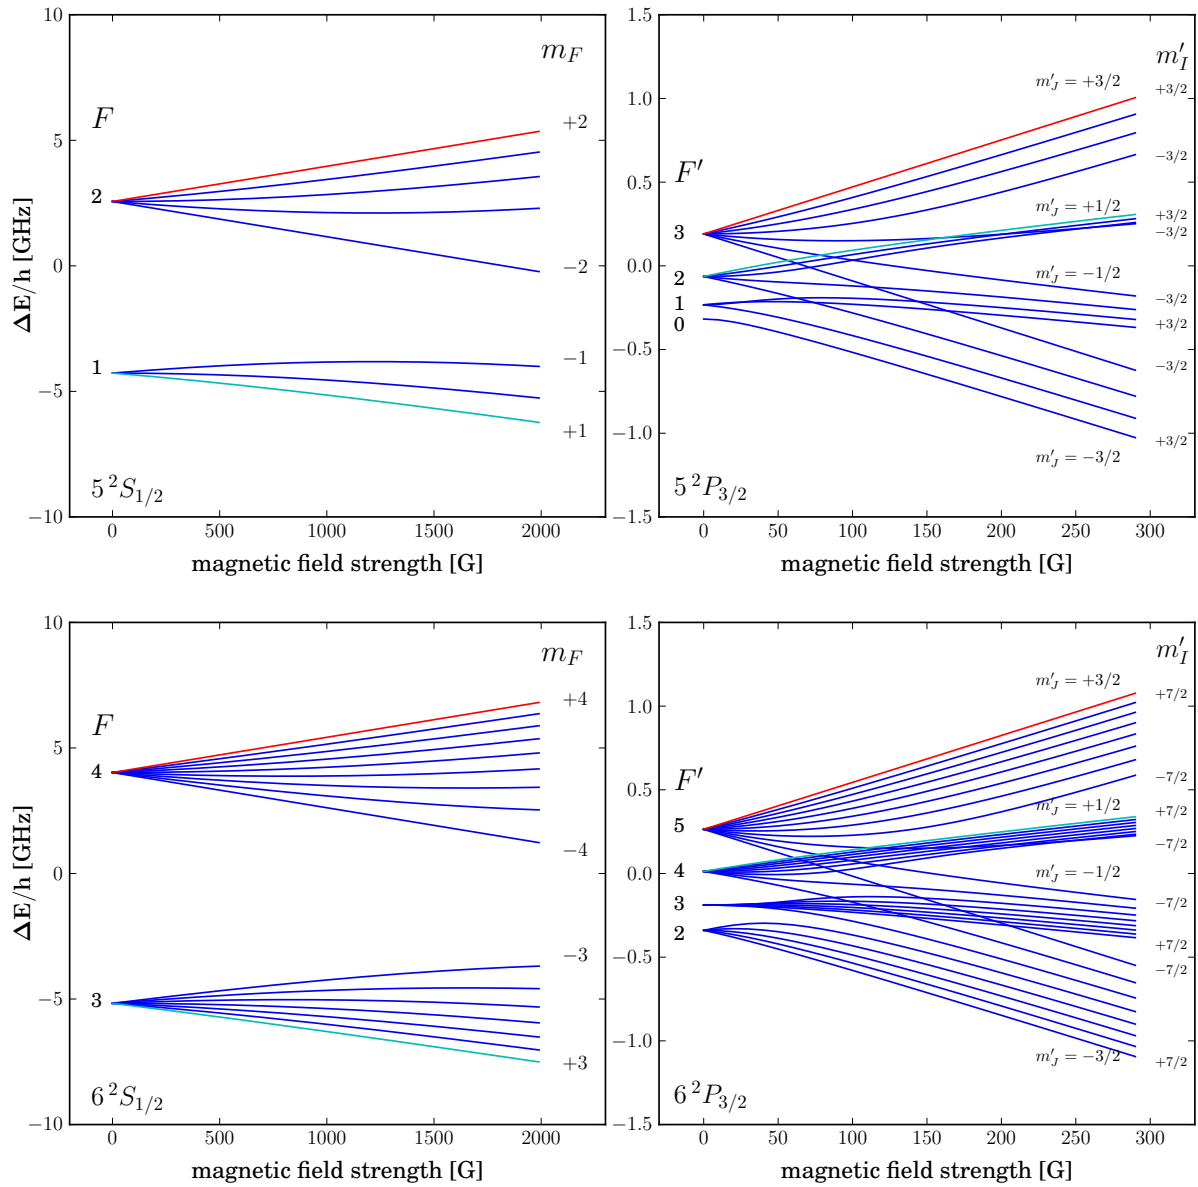 10
5
0
−5
−10
ΔE/h [GHz]
m_F
F
2
1
+2
−2
−1
+1
5 ²S₁/₂
0 500 1000 1500 2000
magnetic field strength [G]
1.5
1.0
0.5
0.0
−0.5
−1.0
−1.5
m′_I
m′_J = +3/2
+3/2
−3/2
F′
3
2
1
0
m′_J = +1/2
+3/2
−3/2
m′_J = −1/2
−3/2
+3/2
−3/2
+3/2
m′_J = −3/2
5 ²P₃/₂
0 50 100 150 200 250 300
magnetic field strength [G]
10
5
0
−5
−10
ΔE/h [GHz]
m_F
F
4
3
+4
−4
−3
+3
6 ²S₁/₂
0 500 1000 1500 2000
magnetic field strength [G]
1.5
1.0
0.5
0.0
−0.5
−1.0
−1.5
m′_I
m′_J = +3/2
+7/2
−7/2
F′
5
4
3
2
m′_J = +1/2
+7/2
−7/2
m′_J = −1/2
−7/2
+7/2
−7/2
m′_J = −3/2
+7/2
6 ²P₃/₂
0 50 100 150 200 250 300
magnetic field strength [G]